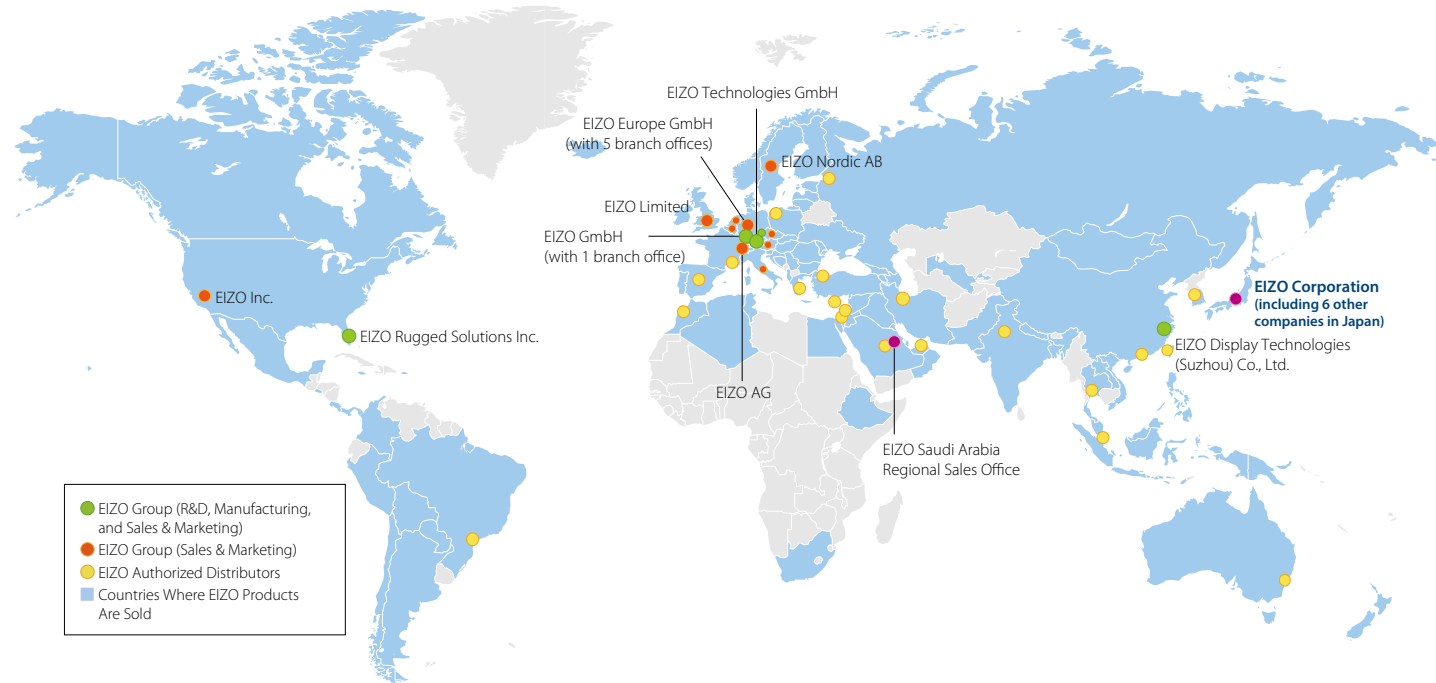 EIZO Technologies GmbH
EIZO Europe GmbH
(with 5 branch offices)
EIZO Nordic AB
EIZO Limited
EIZO GmbH
(with 1 branch office)
EIZO Inc.
EIZO Corporation
(including 6 other
companies in Japan)
EIZO Rugged Solutions Inc.
EIZO Display Technologies
(Suzhou) Co., Ltd.
EIZO AG
EIZO Saudi Arabia
Regional Sales Office
EIZO Group (R&D, Manufacturing,
and Sales & Marketing)
EIZO Group (Sales & Marketing)
EIZO Authorized Distributors
Countries Where EIZO Products
Are Sold